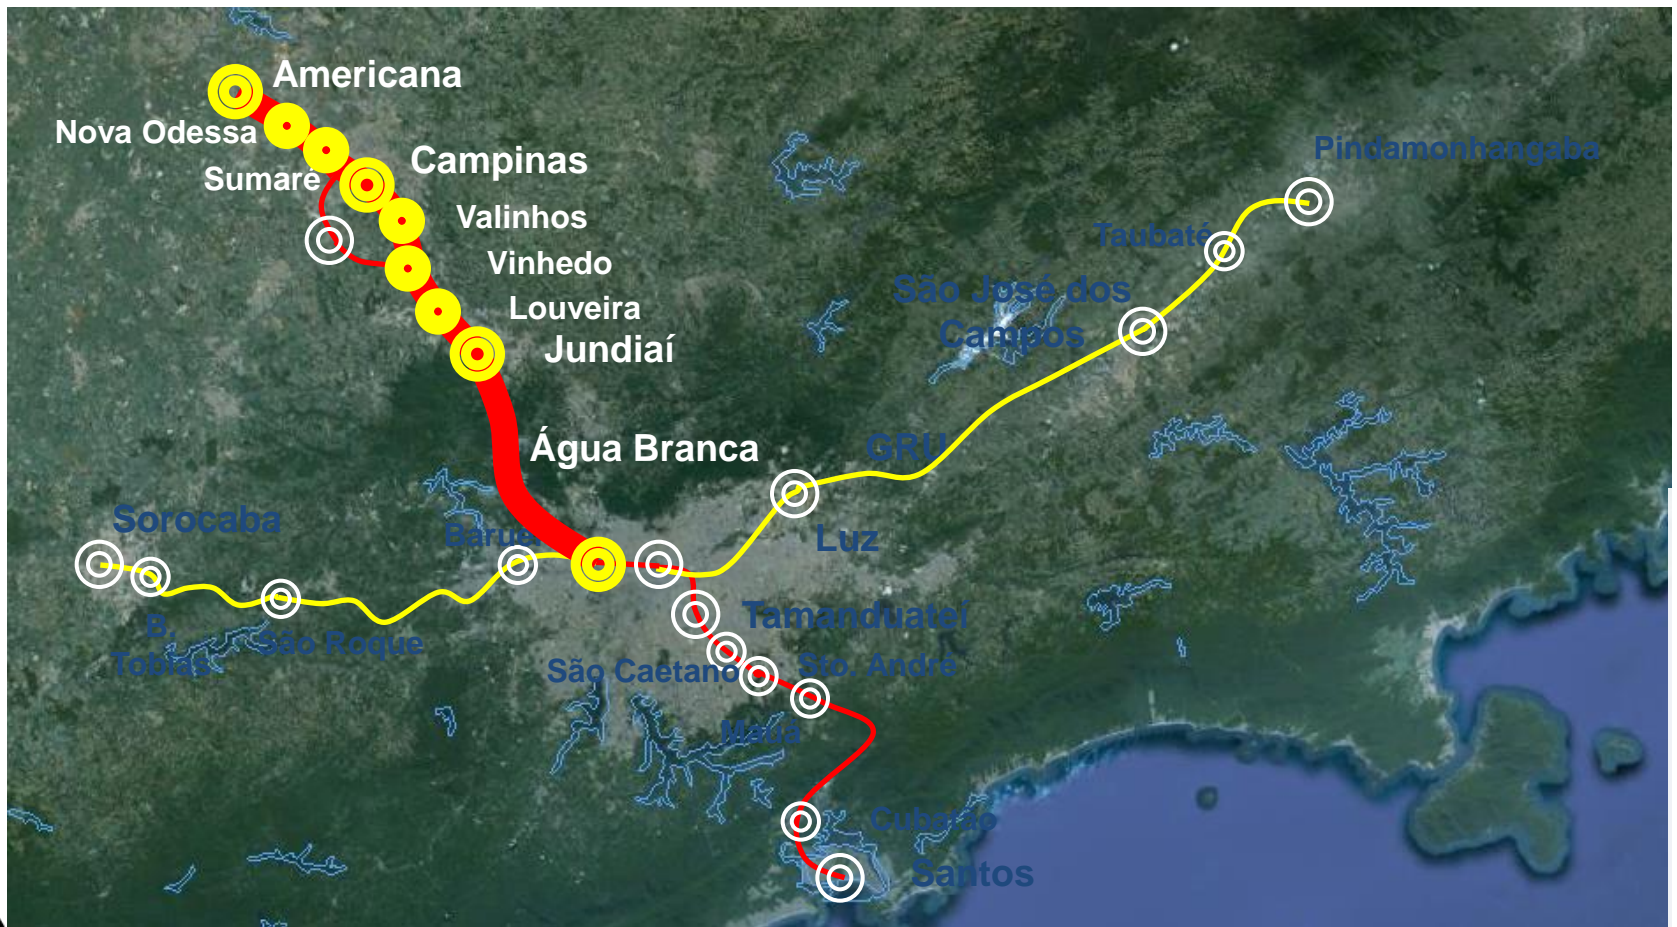 Americana
Nova Odessa
Pindamonhangaba
Campinas
Sumaré
Valinhos
Taubaté
Vinhedo
São José dos
Campos
Louveira
Jundiaí
Água Branca
GRU
Sorocaba
Barueri
Luz
B.
Tobias
São Roque
Tamanduateí
São Caetano
Sto. André
Mauá
Cubatão
Santos